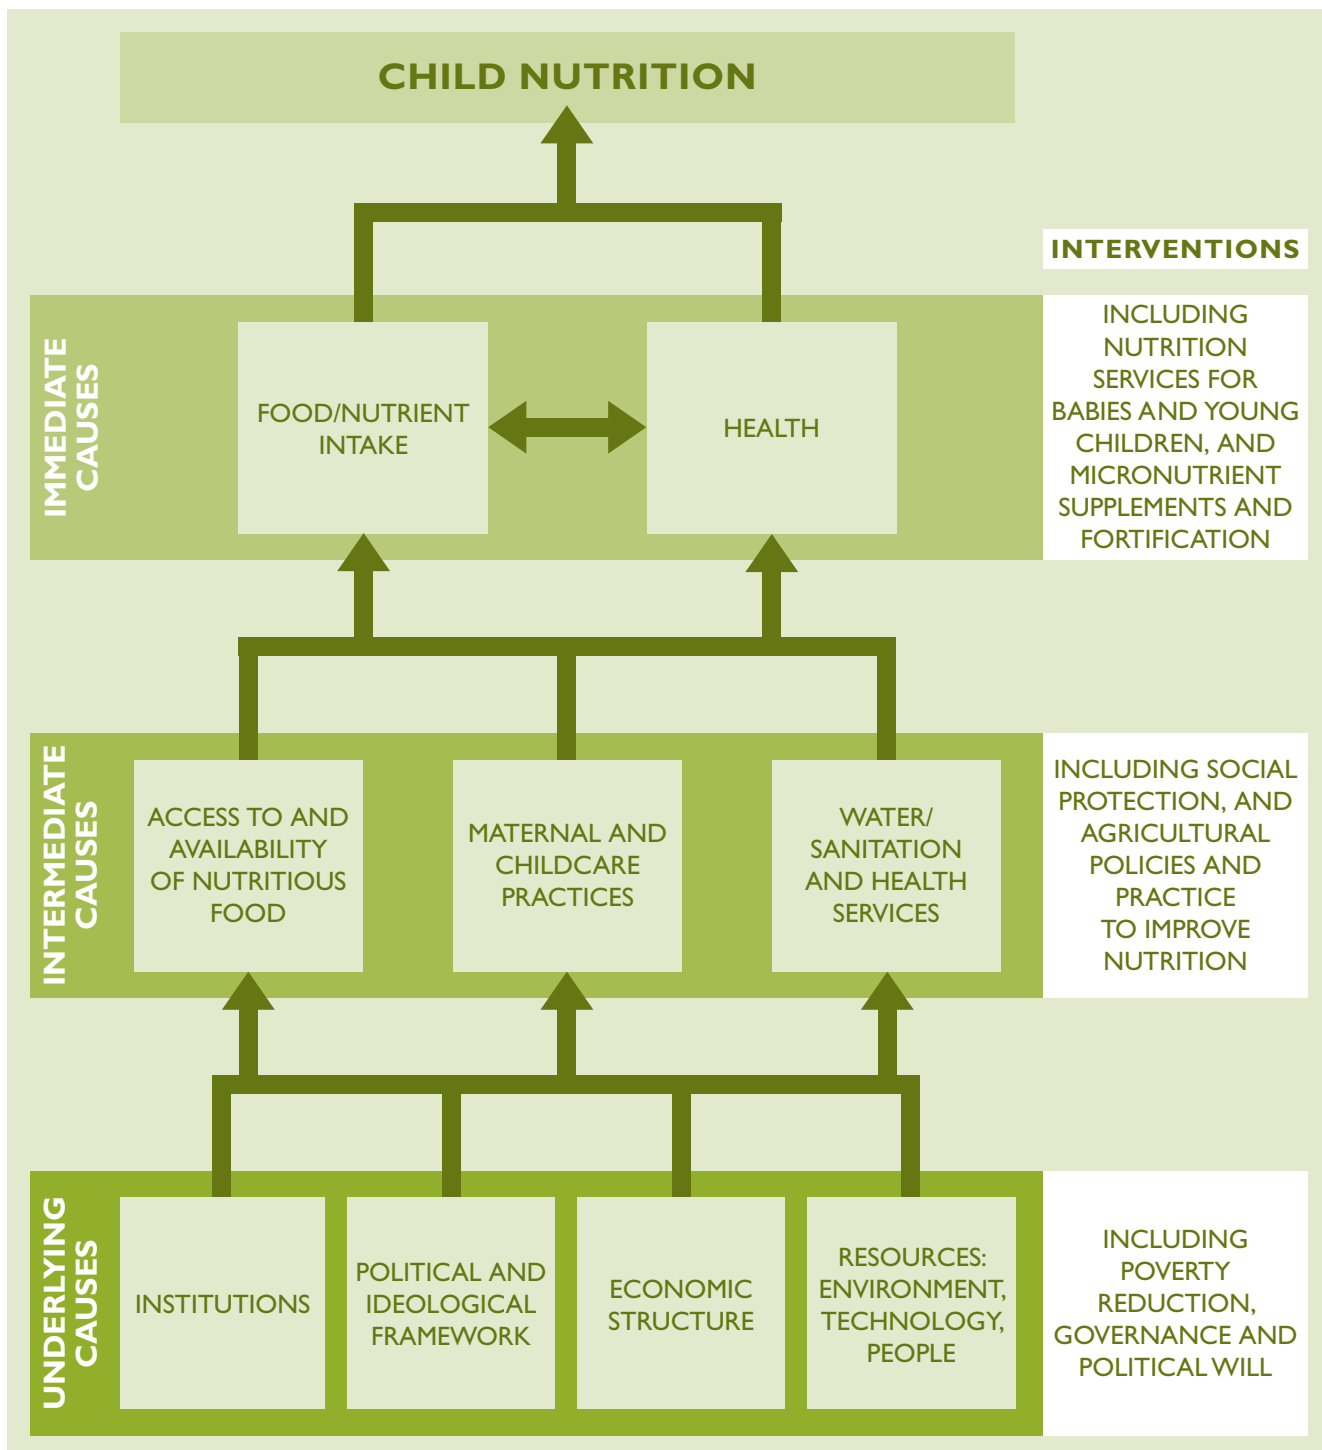 CHILD NUTRITION
INTERVENTIONS
IMMEDIATE
CAUSES
FOOD/NUTRIENT
INTAKE
HEALTH
INCLUDING
NUTRITION
SERVICES FOR
BABIES AND YOUNG
CHILDREN, AND
MICRONUTRIENT
SUPPLEMENTS AND
FORTIFICATION
INTERMEDIATE
CAUSES
ACCESS TO AND
AVAILABILITY
OF NUTRITIOUS
FOOD
MATERNAL AND
CHILDCARE
PRACTICES
WATER/
SANITATION
AND HEALTH
SERVICES
INCLUDING SOCIAL
PROTECTION, AND
AGRICULTURAL
POLICIES AND
PRACTICE
TO IMPROVE
NUTRITION
UNDERLYING
CAUSES
INSTITUTIONS
POLITICAL AND
IDEOLOGICAL
FRAMEWORK
ECONOMIC
STRUCTURE
RESOURCES:
ENVIRONMENT,
TECHNOLOGY,
PEOPLE
INCLUDING
POVERTY
REDUCTION,
GOVERNANCE AND
POLITICAL WILL